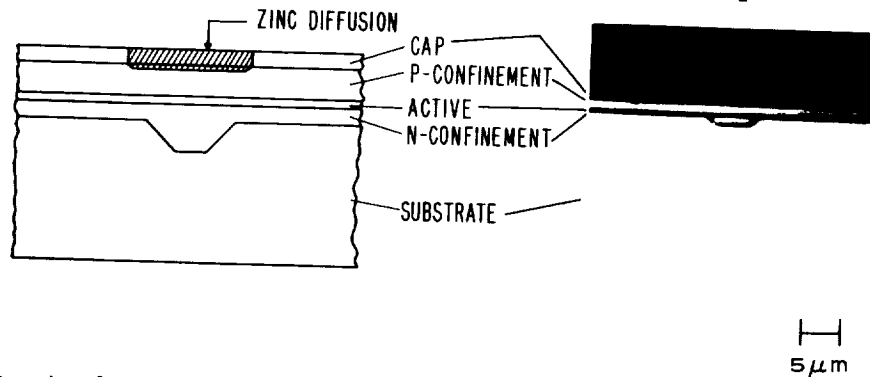 ZINC DIFFUSION
CAP
P-CONFINEMENT
ACTIVE
N-CONFINEMENT
SUBSTRATE
5μm